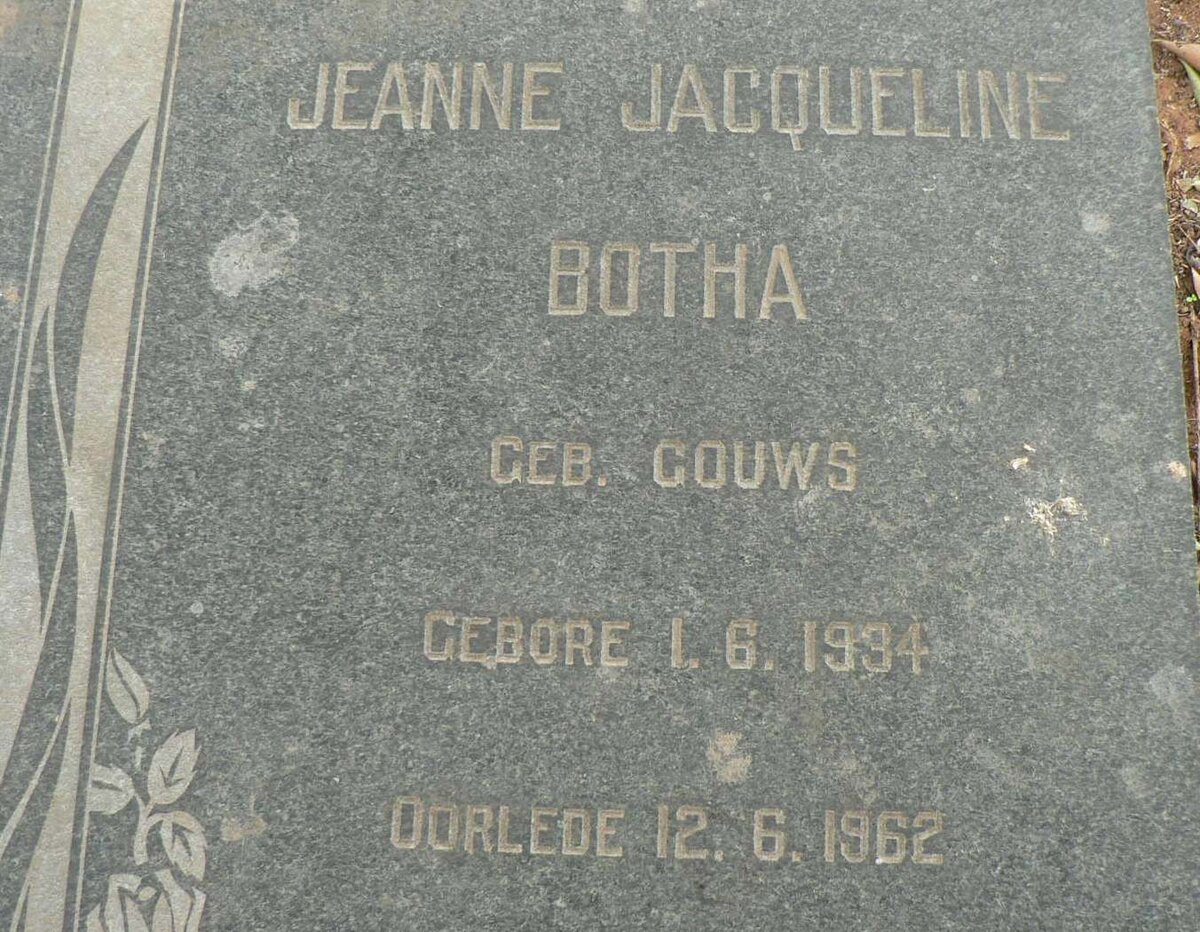 JEANNE JACQUELINE
BOTHA
GEB. GOUWS
GEBORE 1. 6. 1934
OORLEDE 12. 6. 1962